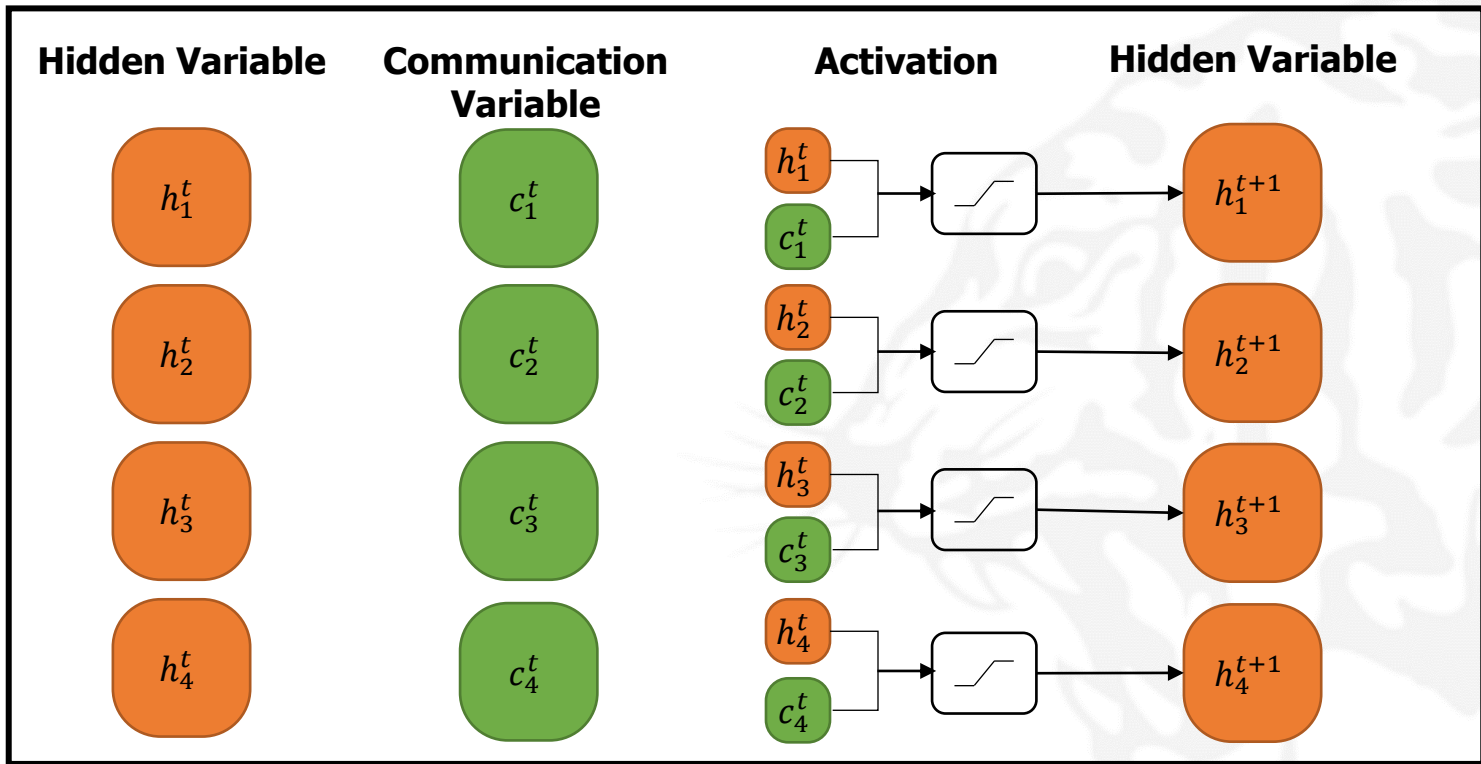 Hidden Variable
Communication
Variable
Activation
Hidden Variable
h_1^t
c_1^t
h_1^t
c_1^t
h_1^{t+1}
h_2^t
c_2^t
h_2^t
c_2^t
h_2^{t+1}
h_3^t
c_3^t
h_3^t
c_3^t
h_3^{t+1}
h_4^t
c_4^t
h_4^t
c_4^t
h_4^{t+1}